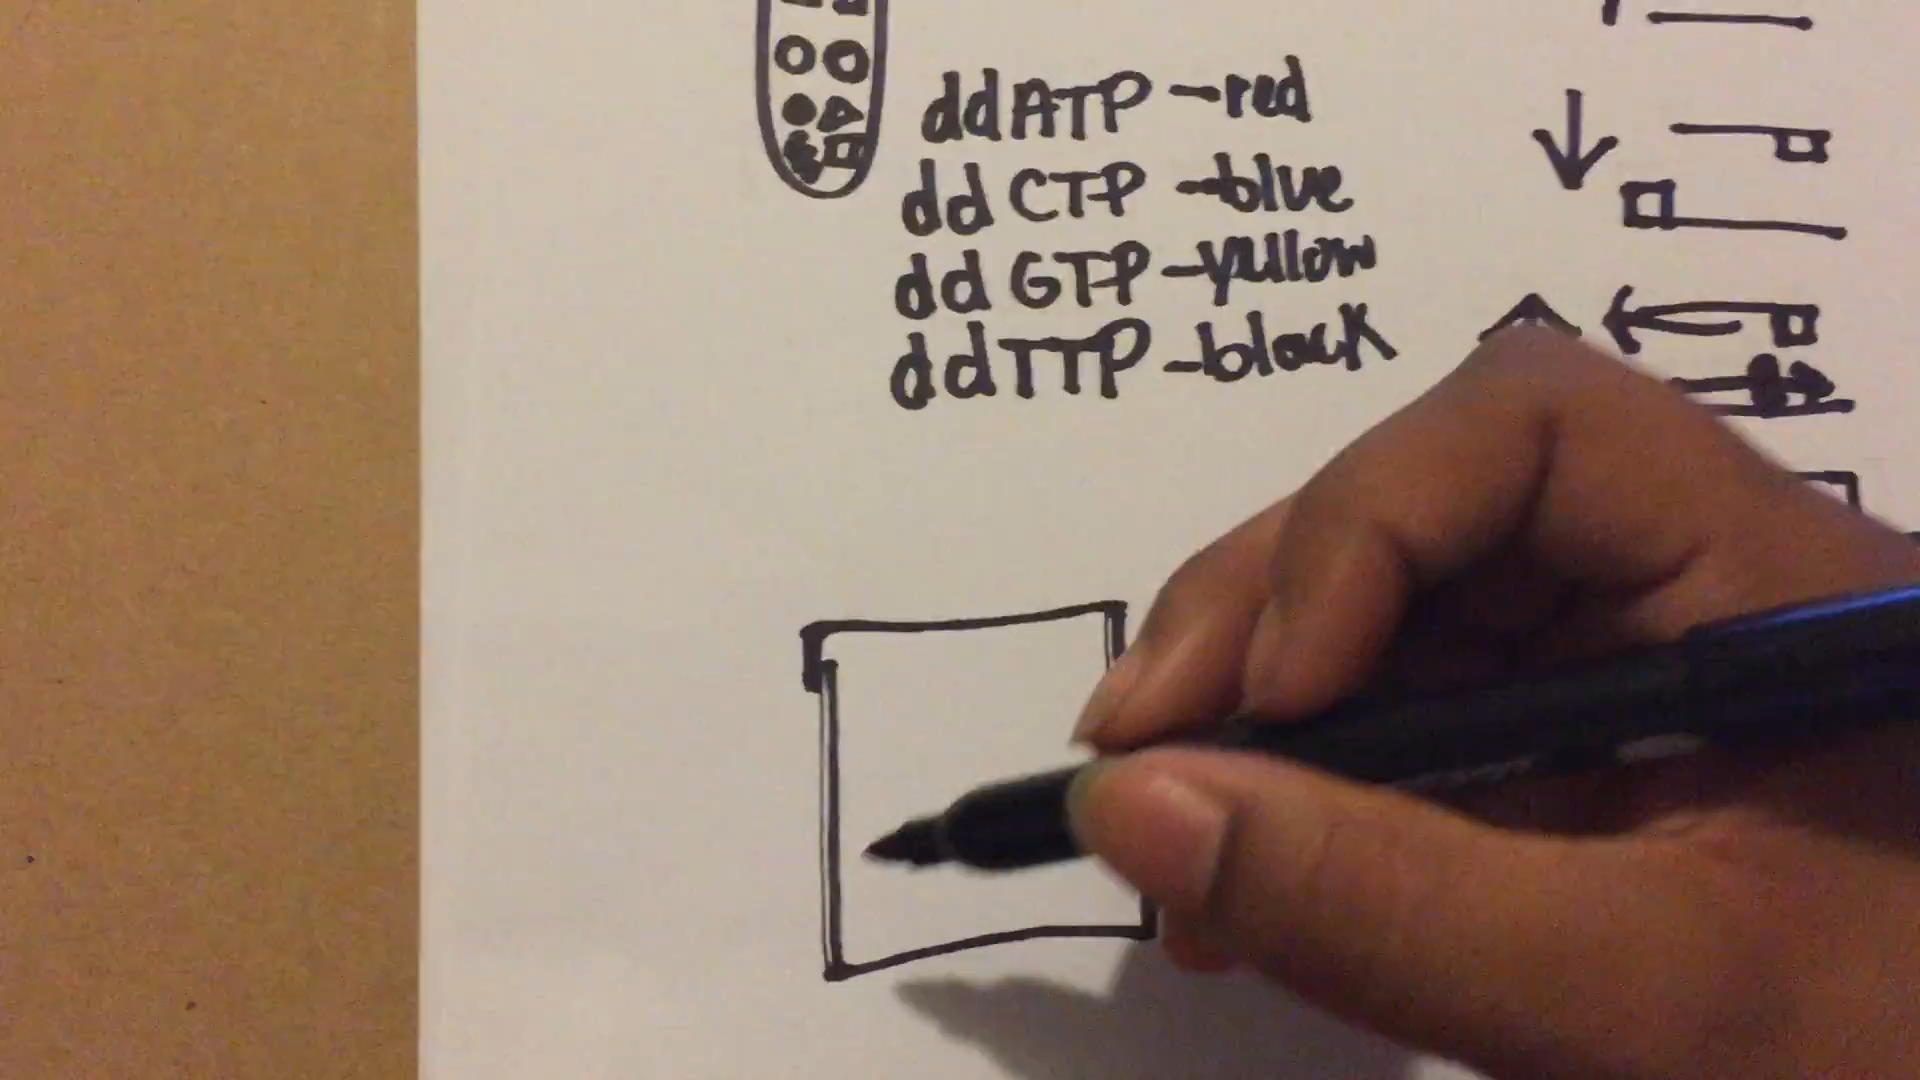 ddATP - red
ddCTP - blue
ddGTP - yellow
ddTTP - black